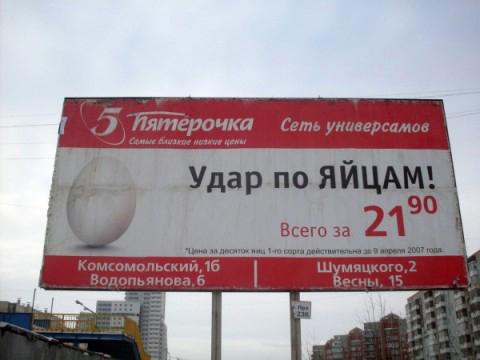 5 Пятёрочка
Самые близкие низкие цены
Сеть универсамов
Удар по ЯЙЦАМ!
Всего за 21 90
*Цена за десяток яиц 1-го сорта действительна до 9 апреля 2007 года.
Комсомольский,1б
Водопьянова,6
Шумяцкого,2
Весны, 15